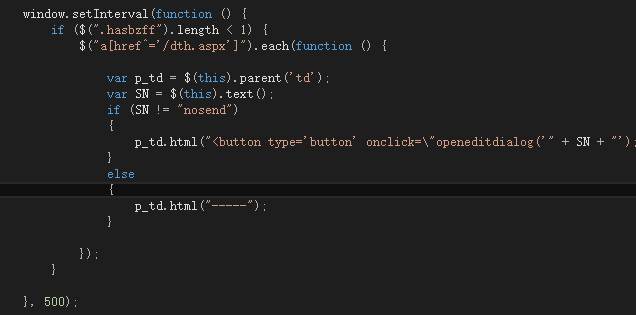 window.setInterval(function () {
if ($(".hasbzff").length < 1) {
$("a[href^='/dth.aspx']").each(function () {
var p_td = $(this).parent('td');
var SN = $(this).text();
if (SN != "nosend")
{
p_td.html("<button type='button' onclick=\"openeditdialog('" + SN + "');
}
else
{
p_td.html("-----");
}
});
}
}, 500);